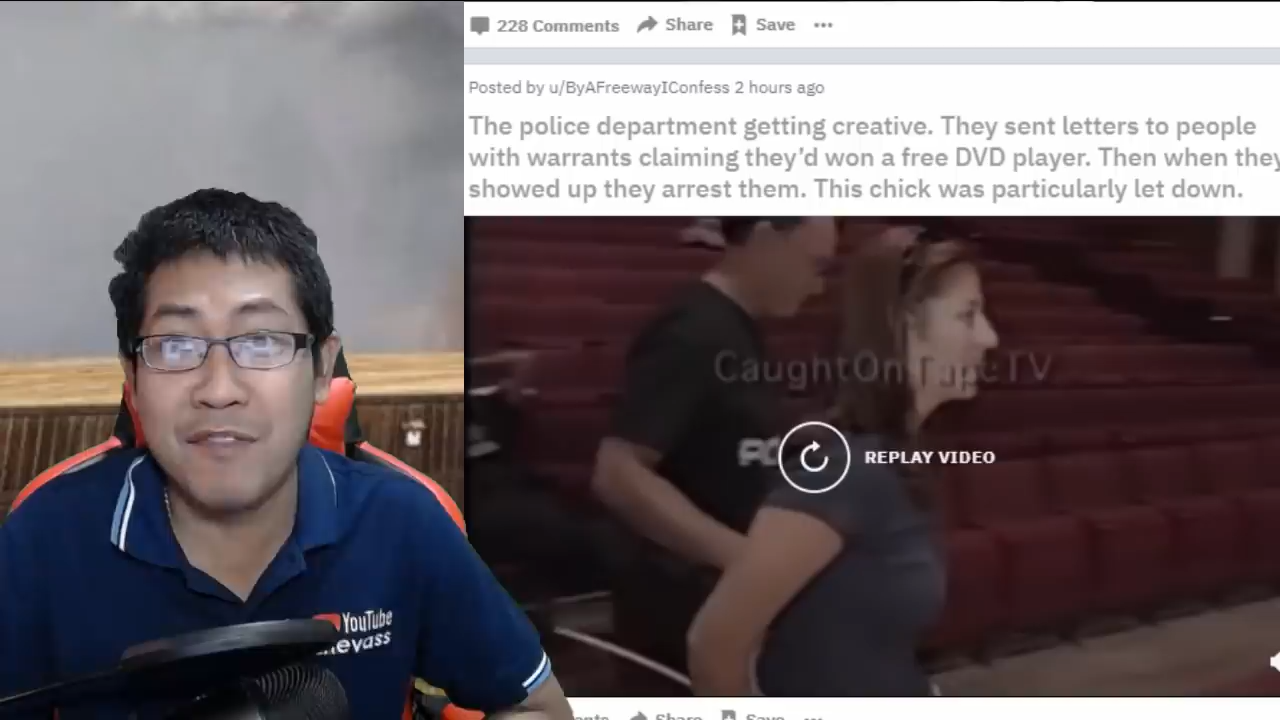 228 Comments Share Save
Posted by u/ByAFreewayIConfess 2 hours ago
The police department getting creative. They sent letters to people
with warrants claiming they’d won a free DVD player. Then when they
showed up they arrest them. This chick was particularly let down.
CaughtOnTape.TV
REPLAY VIDEO
YouTube
Share Save